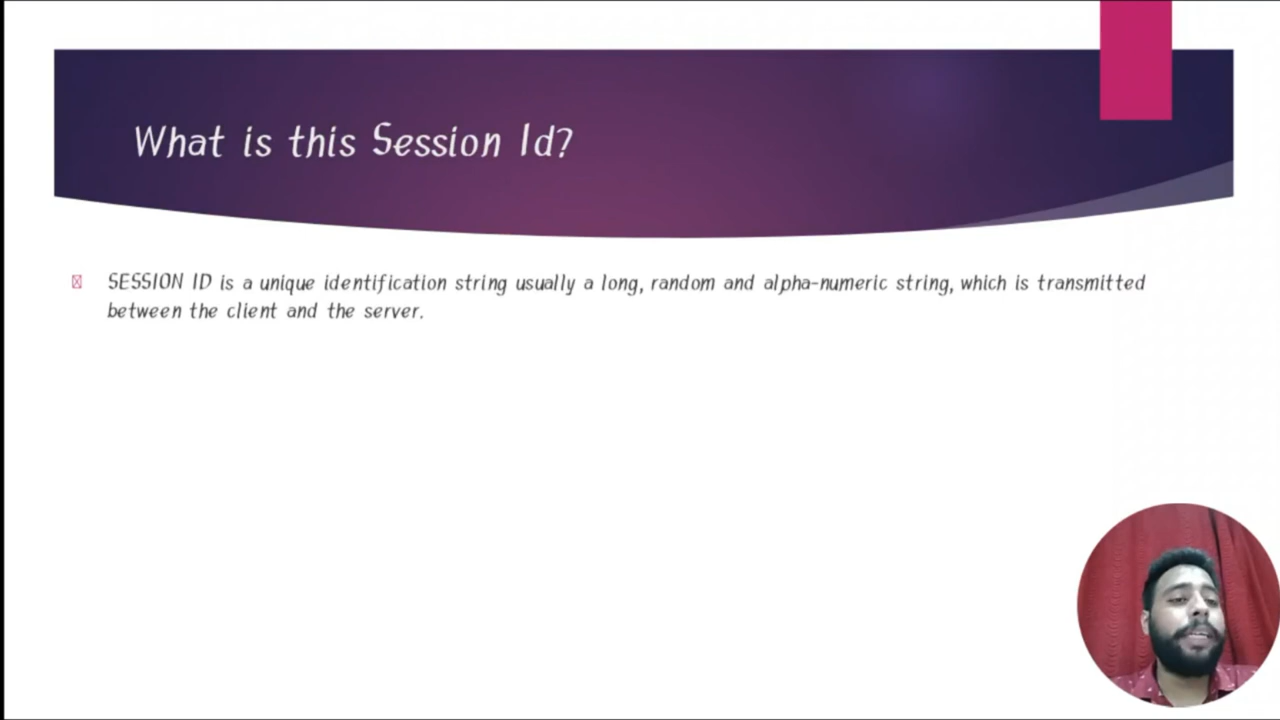 What is this Session Id?
SESSION ID is a unique identification string usually a long, random and alpha-numeric string, which is transmitted
between the client and the server.